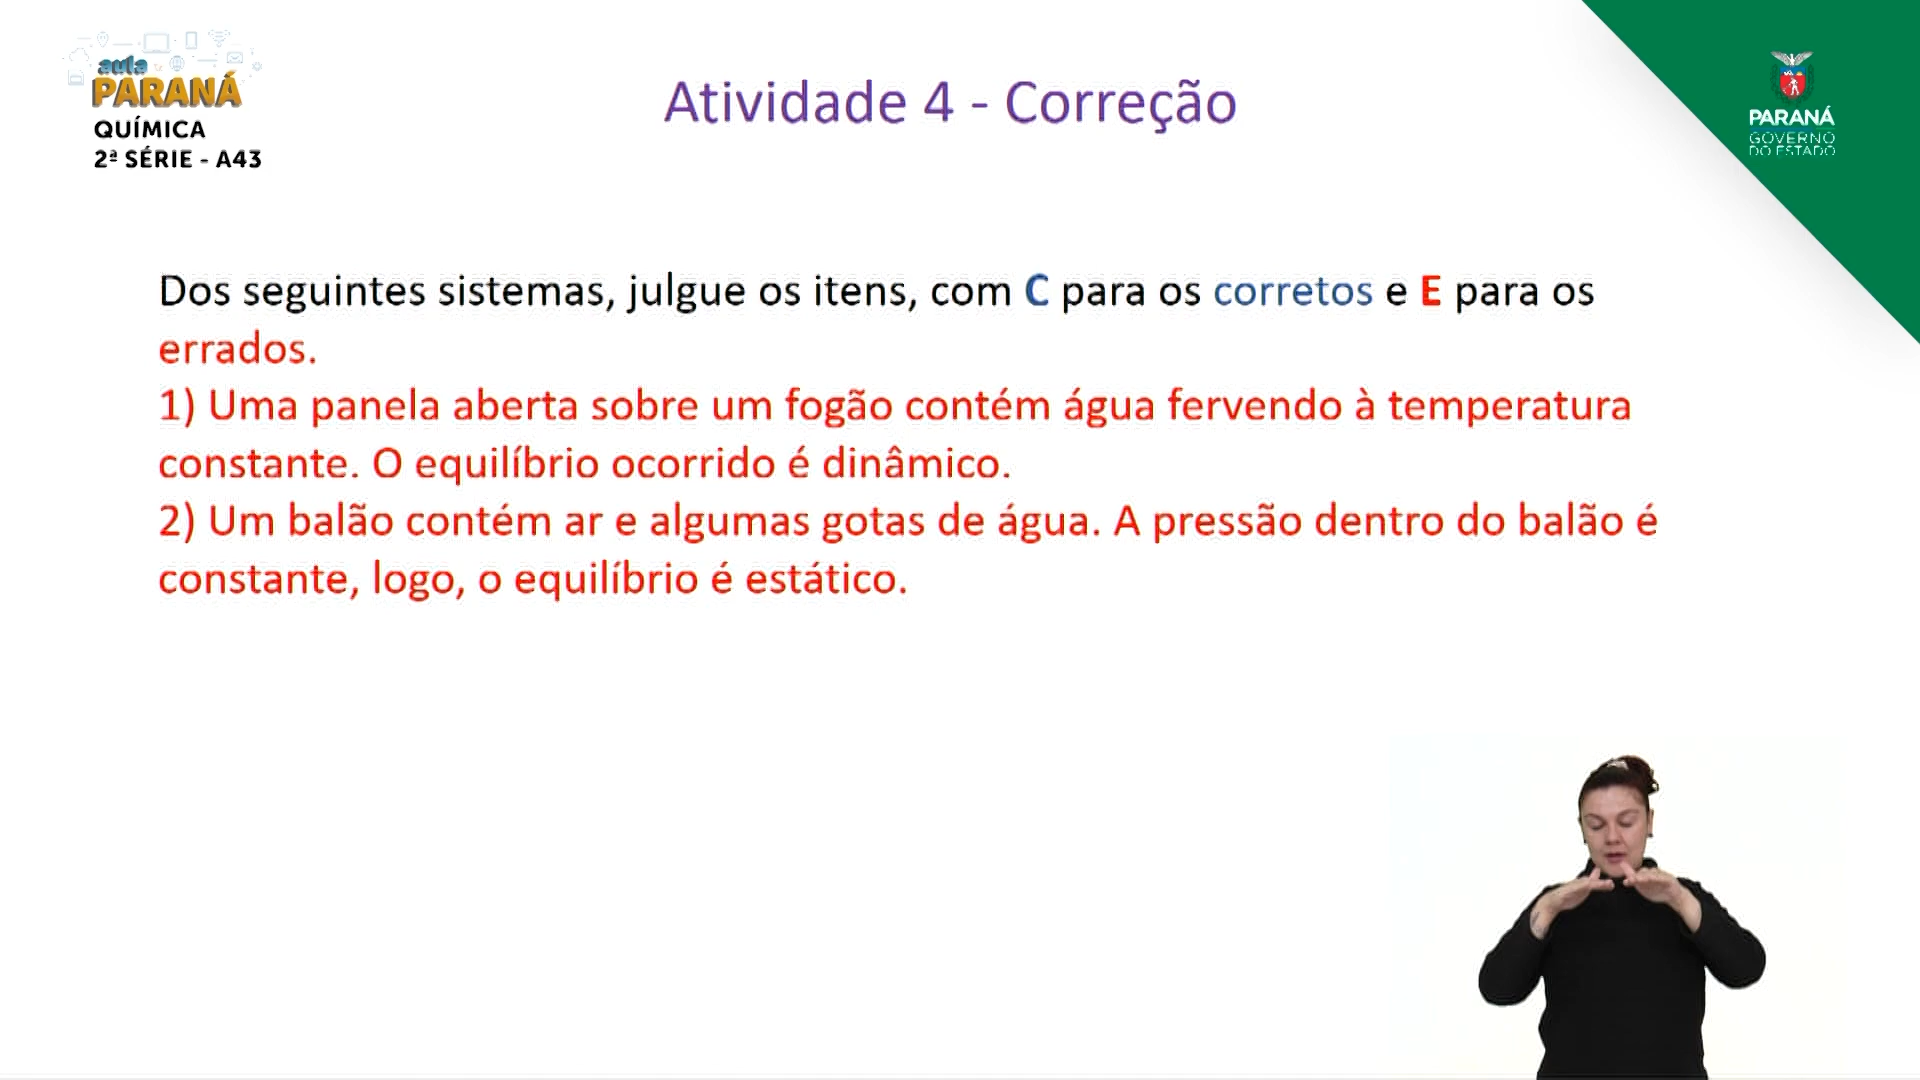 aula
PARANÁ
QUÍMICA
2ª SÉRIE - A43
Atividade 4 - Correção
PARANÁ
GOVERNO
DO ESTADO
Dos seguintes sistemas, julgue os itens, com C para os corretos e E para os
errados.
1) Uma panela aberta sobre um fogão contém água fervendo à temperatura
constante. O equilíbrio ocorrido é dinâmico.
2) Um balão contém ar e algumas gotas de água. A pressão dentro do balão é
constante, logo, o equilíbrio é estático.